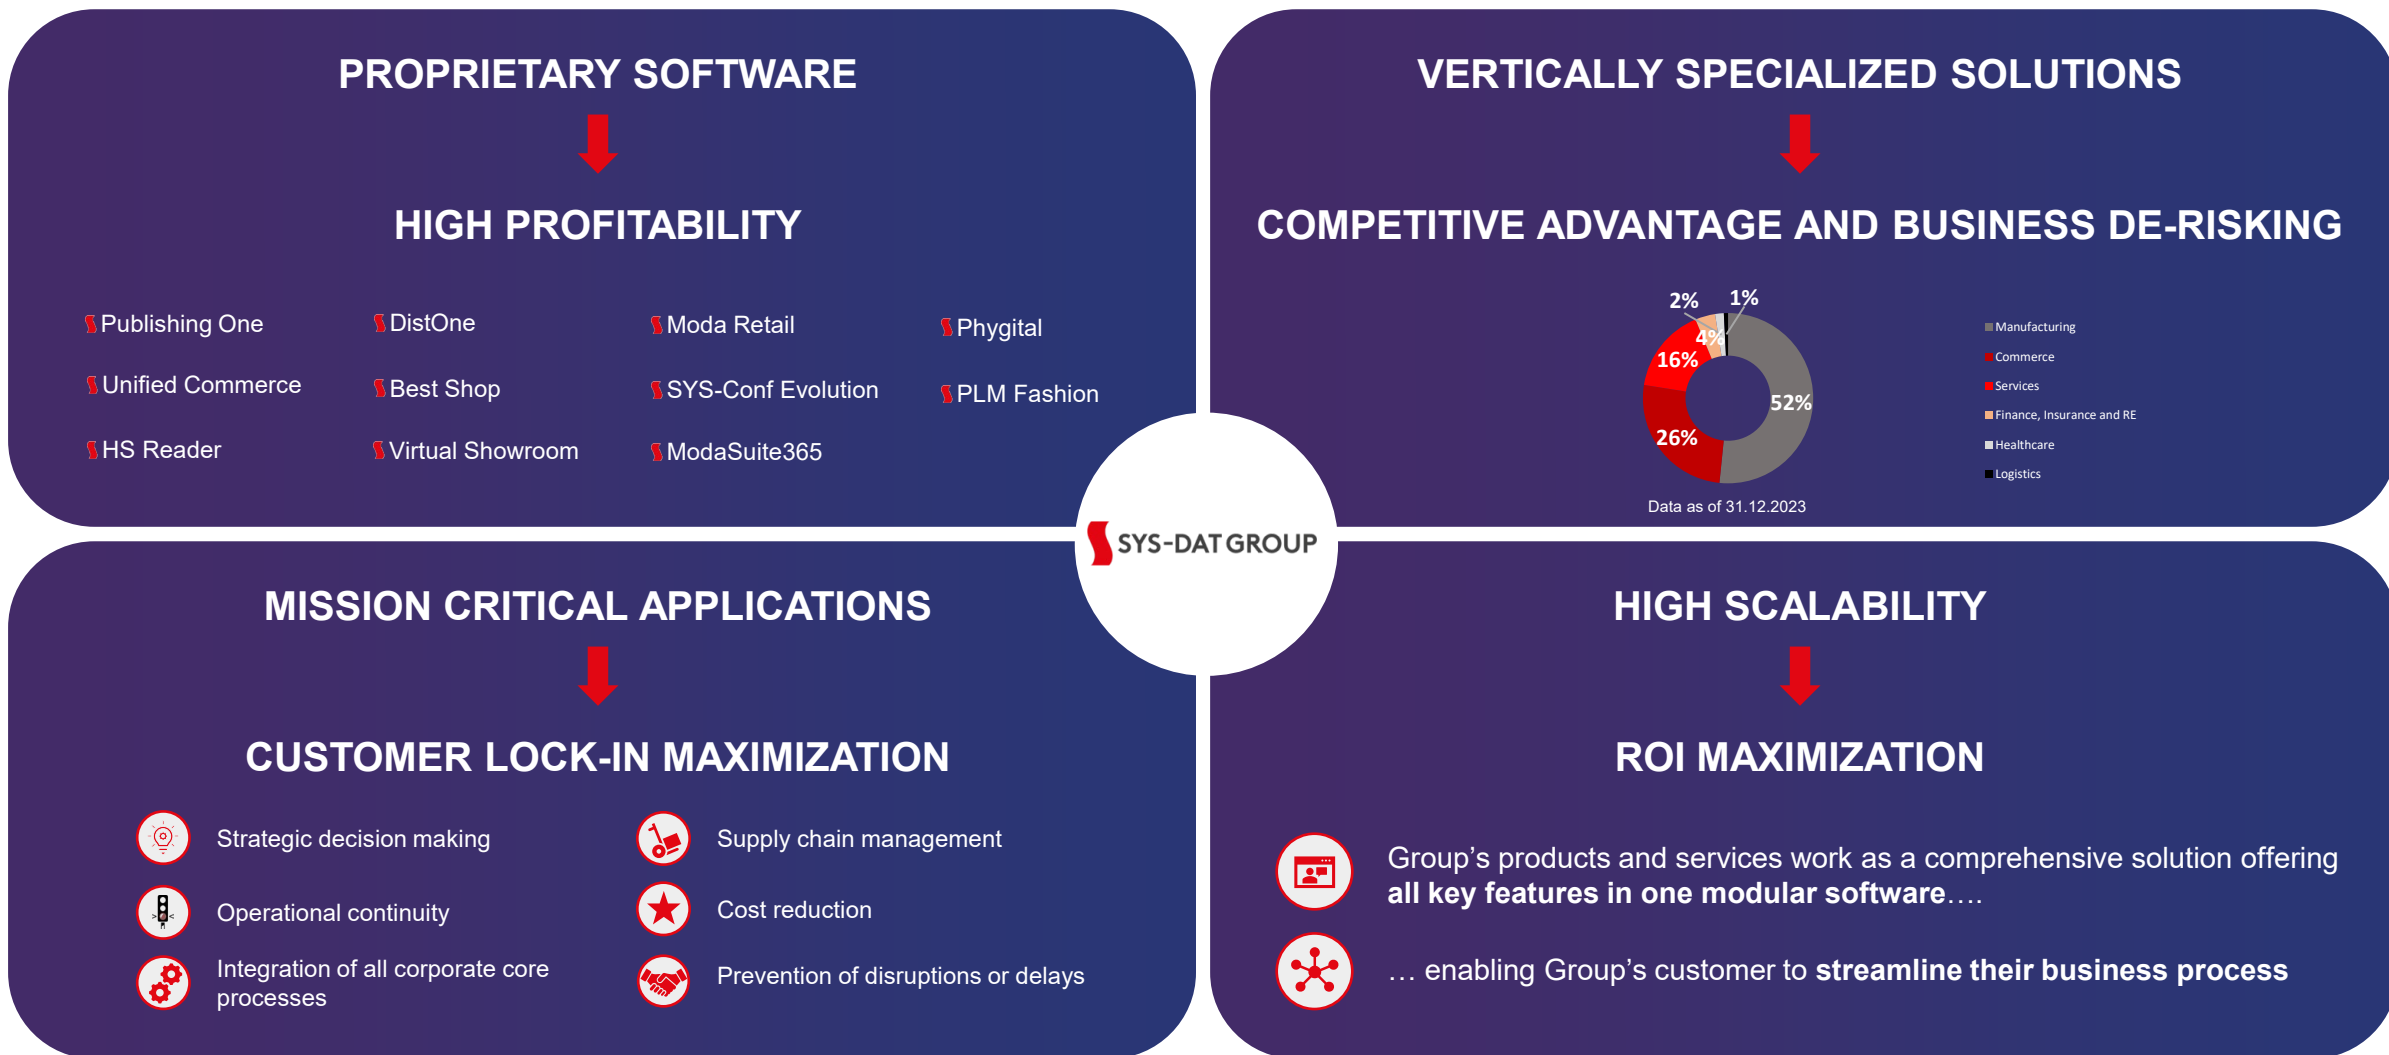 PROPRIETARY SOFTWARE
HIGH PROFITABILITY
Publishing One
DistOne
Moda Retail
Phygital
Unified Commerce
Best Shop
SYS-Conf Evolution
PLM Fashion
HS Reader
Virtual Showroom
ModaSuite365
VERTICALLY SPECIALIZED SOLUTIONS
COMPETITIVE ADVANTAGE AND BUSINESS DE-RISKING
2%
1%
4%
16%
52%
26%
Manufacturing
Commerce
Services
Finance, Insurance and RE
Healthcare
Logistics
Data as of 31.12.2023
SYS-DAT GROUP
MISSION CRITICAL APPLICATIONS
CUSTOMER LOCK-IN MAXIMIZATION
Strategic decision making
Supply chain management
Operational continuity
Cost reduction
Integration of all corporate core
processes
Prevention of disruptions or delays
HIGH SCALABILITY
ROI MAXIMIZATION
Group’s products and services work as a comprehensive solution offering
all key features in one modular software….
… enabling Group’s customer to streamline their business process